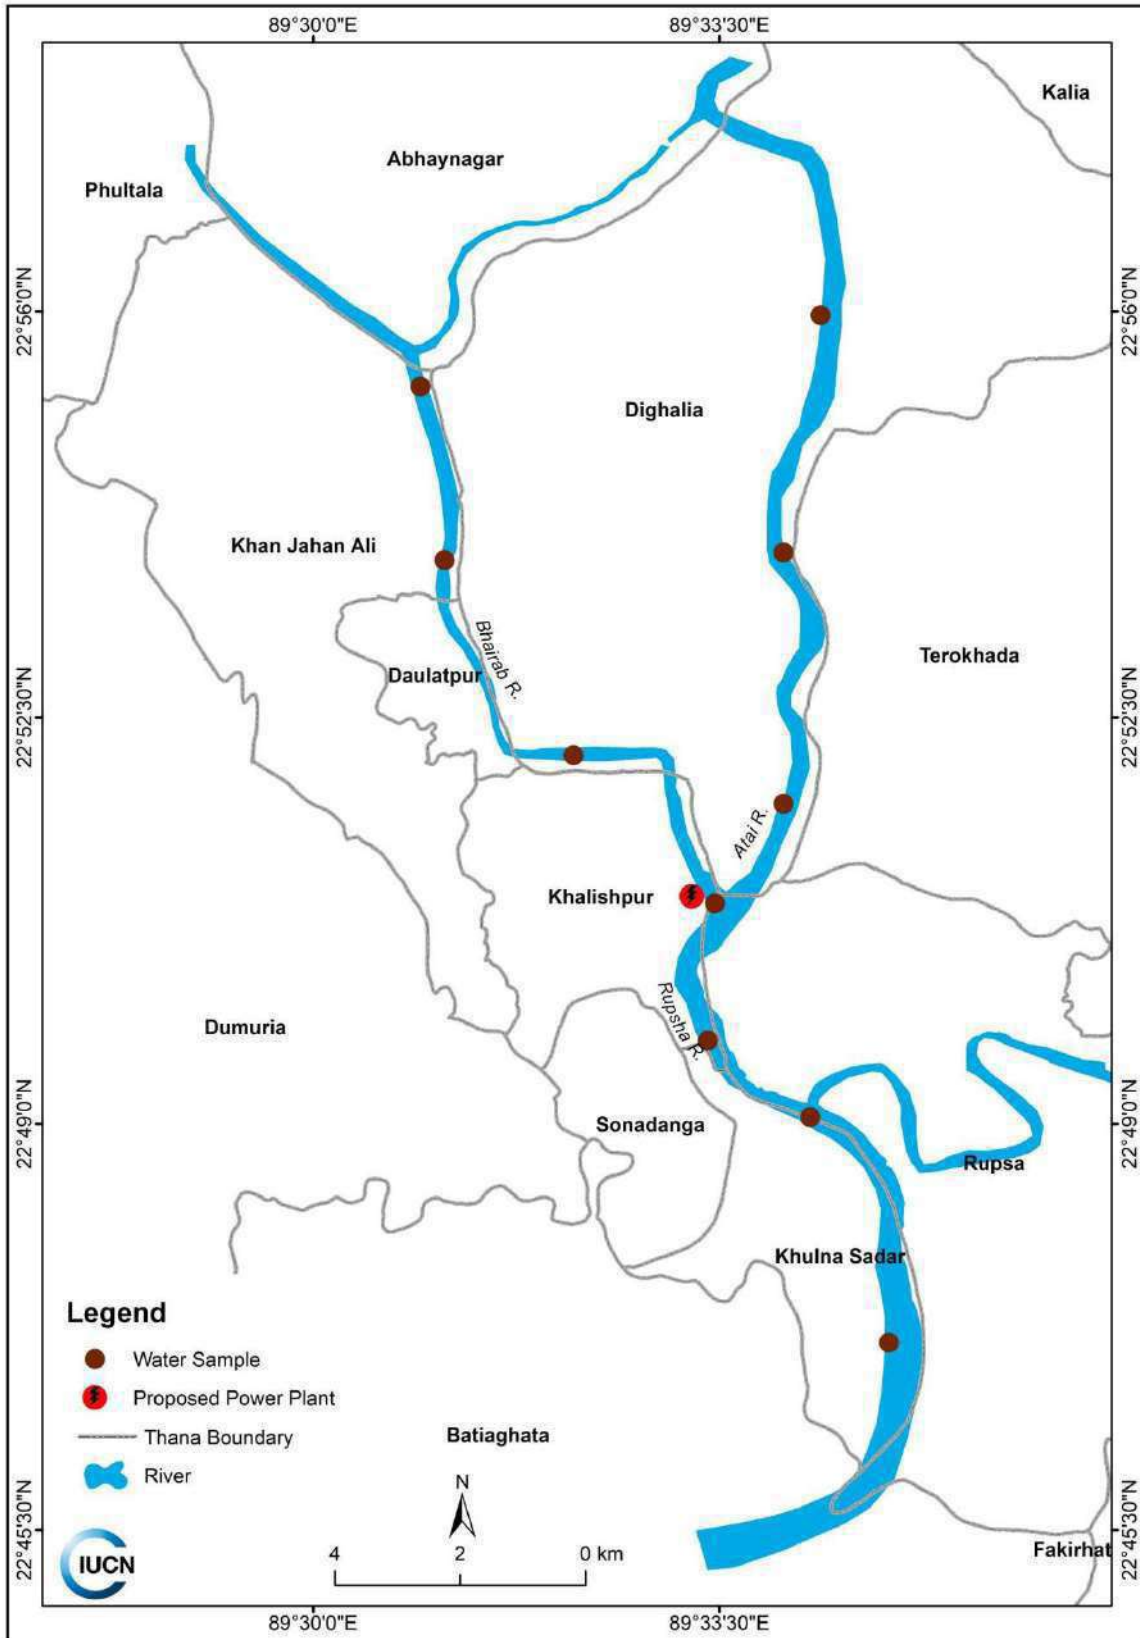 89°30'0"E
89°33'30"E
Kalia
Abhaynagar
Phultala
22°56'0"N
22°56'0"N
Dighalia
Khan Jahan Ali
Bhairab R.
Terokhada
Daulatpur
22°52'30"N
22°52'30"N
Atai R.
Khalishpur
Rupsha R.
Dumuria
22°49'0"N
22°49'0"N
Sonadanga
Rupsa
Khulna Sadar
Legend
Water Sample
Proposed Power Plant
Thana Boundary
River
Batiaghata
N
22°45'30"N
22°45'30"N
Fakirhat
4 2 0 km
IUCN
89°30'0"E
89°33'30"E